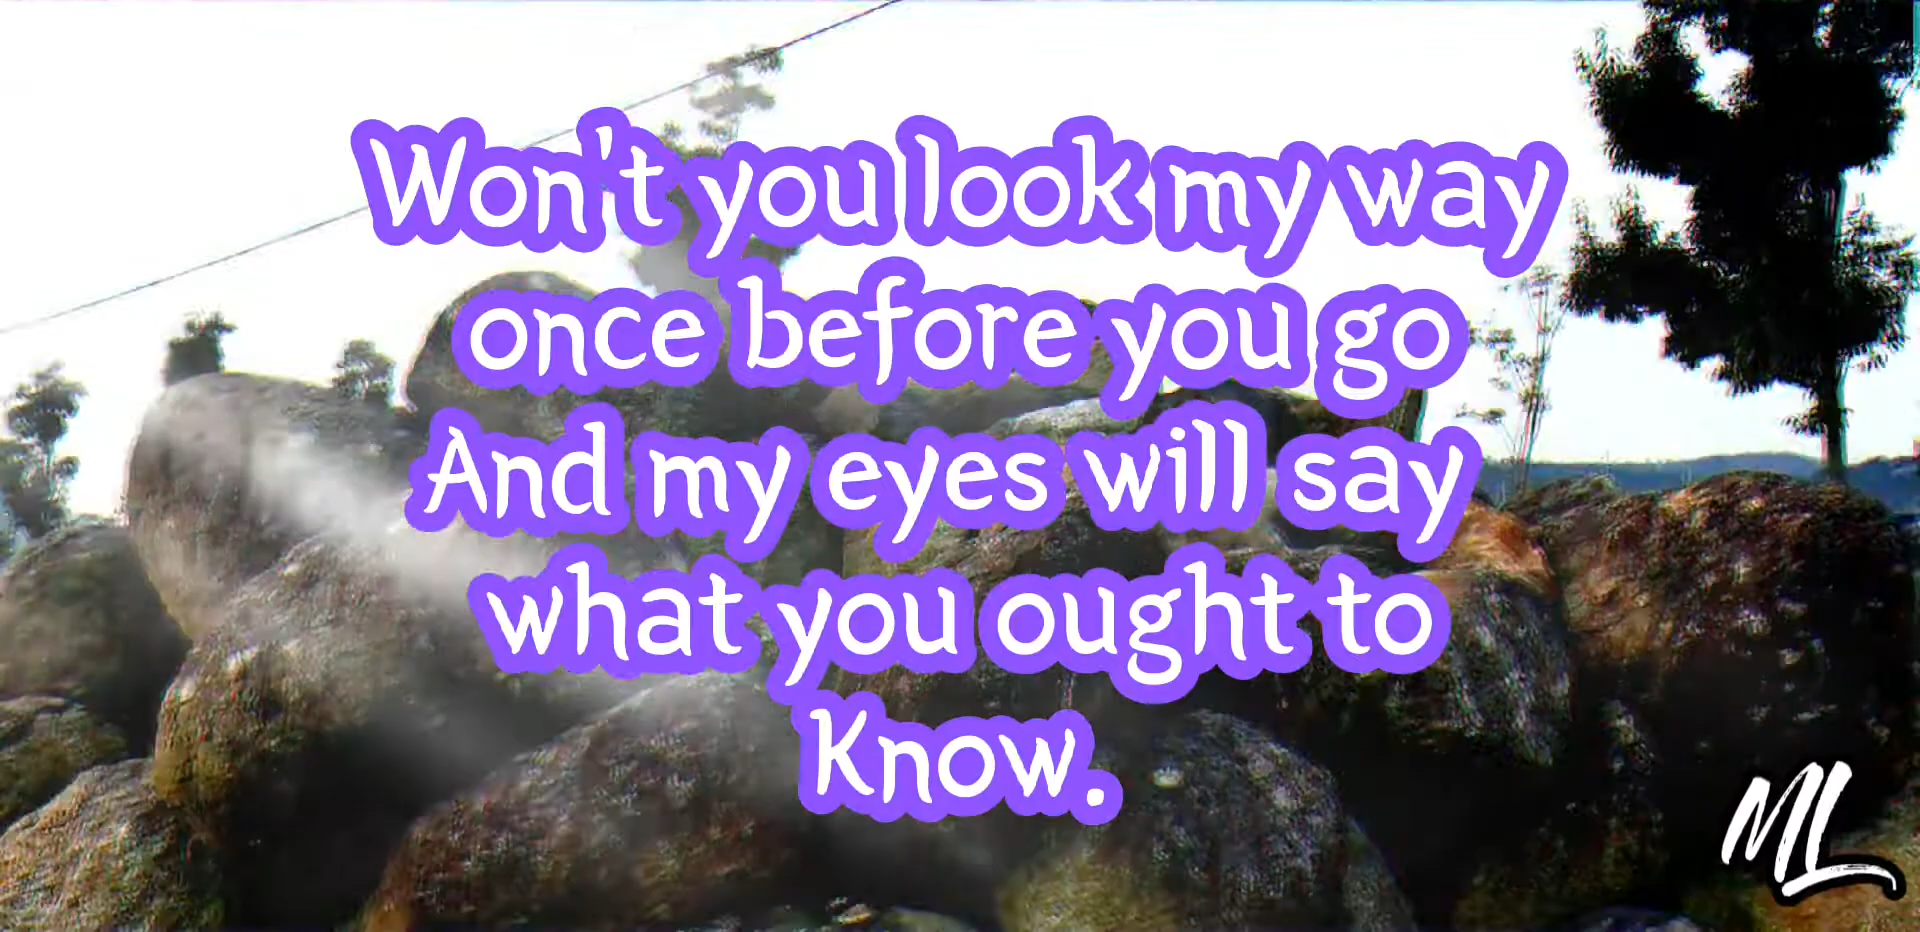 Won't you look my way
once before you go
And my eyes will say
what you ought to
Know.
ML